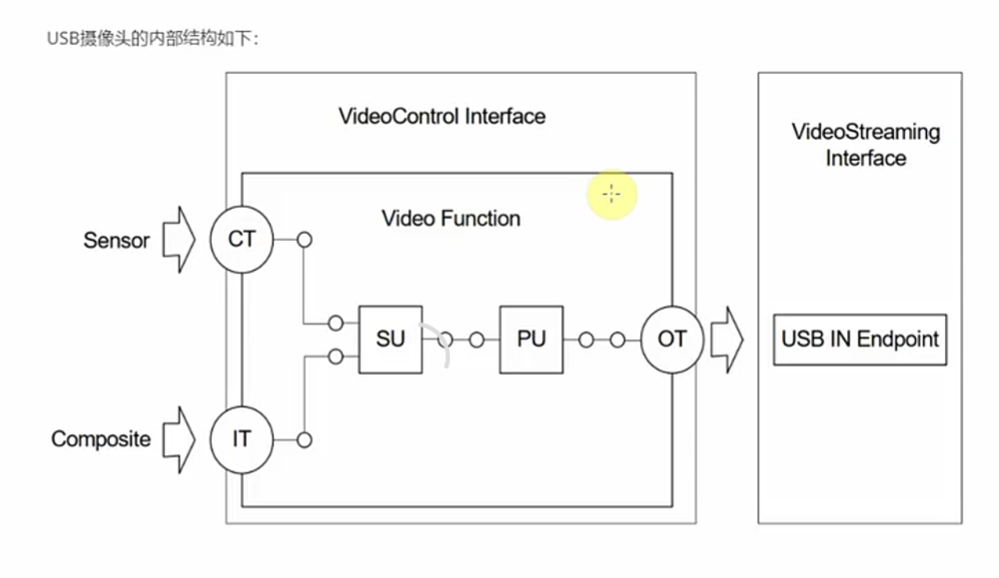 USB摄像头的内部结构如下:
VideoControl Interface
VideoStreaming
Interface
Video Function
Sensor
CT
SU
PU
OT
USB IN Endpoint
Composite
IT